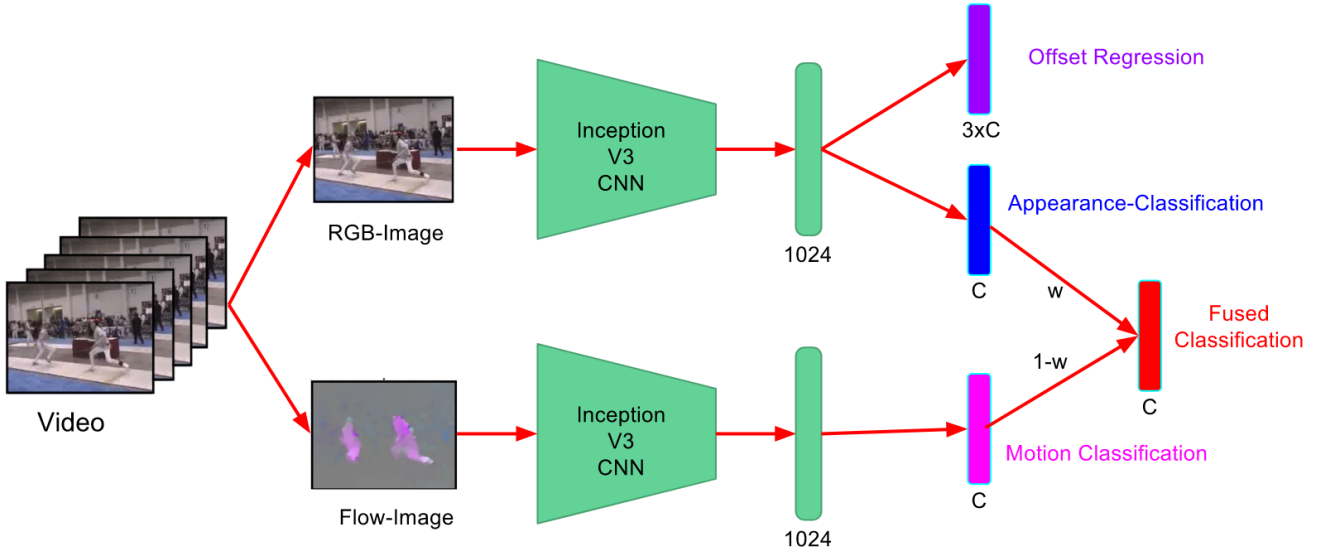 Offset Regression
3xC
Inception
V3
CNN
RGB-Image
1024
Appearance-Classification
C
w
Fused
Classification
1-w
C
Video
Inception
V3
CNN
Flow-Image
1024
Motion Classification
C